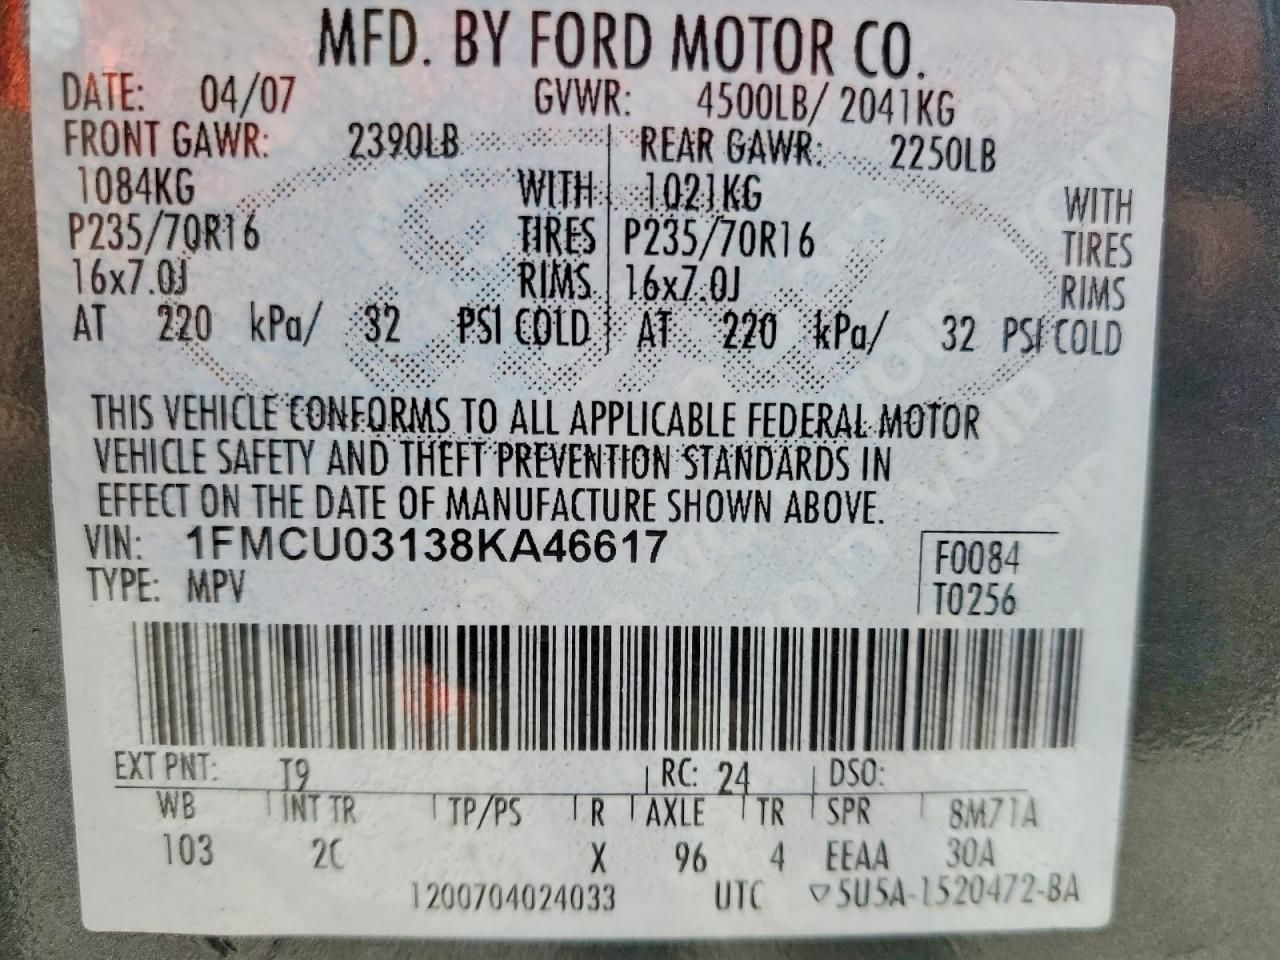 MFD. BY FORD MOTOR CO.
DATE: 04/07 GVWR: 4500LB/ 2041KG
FRONT GAWR: 2390LB REAR GAWR: 2250LB
1084KG WITH 1021KG WITH
P235/70R16 TIRES P235/70R16 TIRES
16x7.0J RIMS 16x7.0J RIMS
AT 220 kPa/ 32 PSI COLD AT 220 kPa/ 32 PSI COLD
THIS VEHICLE CONFORMS TO ALL APPLICABLE FEDERAL MOTOR
VEHICLE SAFETY AND THEFT PREVENTION STANDARDS IN
EFFECT ON THE DATE OF MANUFACTURE SHOWN ABOVE.
VIN: 1FMCU03138KA46617
TYPE: MPV
F0084
T0256
EXT PNT: T9 RC: 24 DSO:
WB INT TR TP/PS R AXLE TR SPR 8M71A
103 2C X 96 4 EEAA 30A
1200704024033 UTC ▽5U5A-1520472-BA